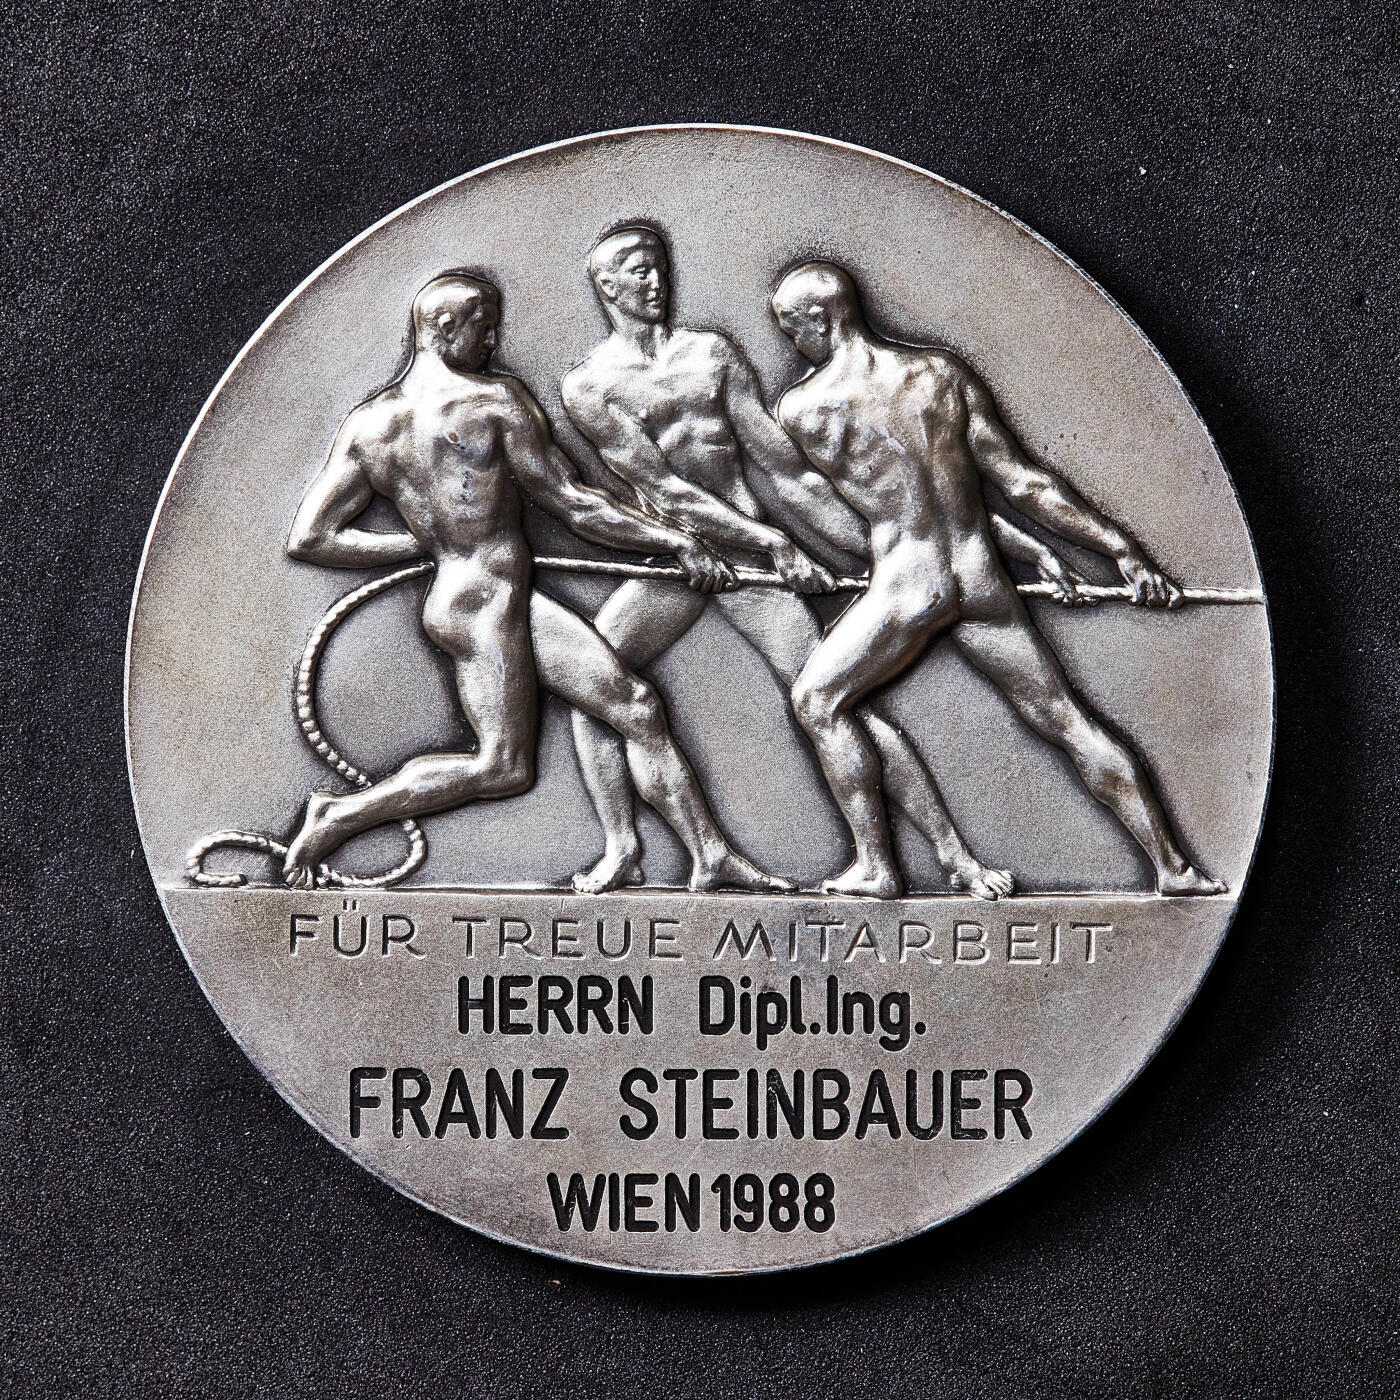 FÜR TREUE MITARBEIT
HERRN Dipl.Ing.
FRANZ STEINBAUER
WIEN 1988